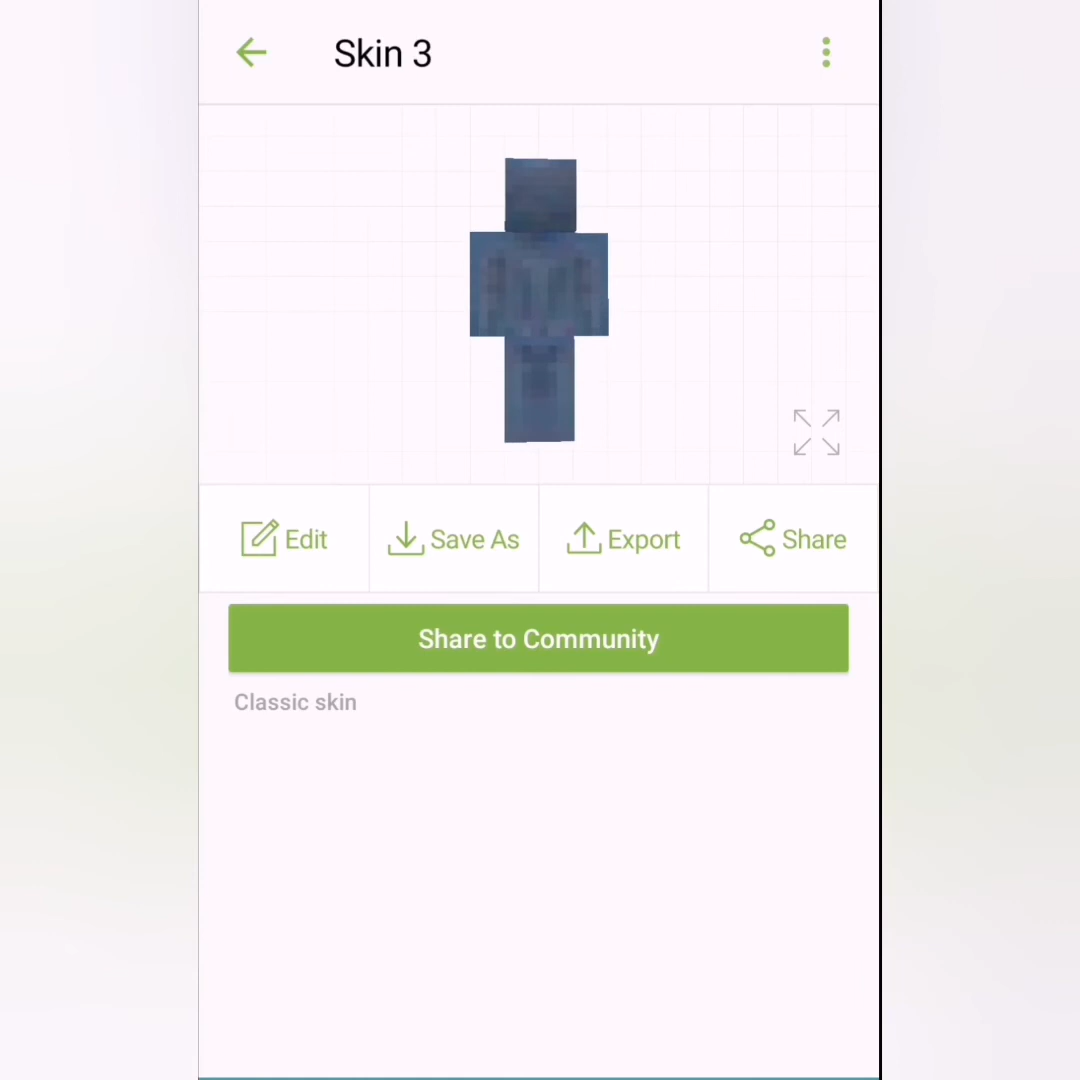 Skin 3
Edit
Save As
Export
Share
Share to Community
Classic skin